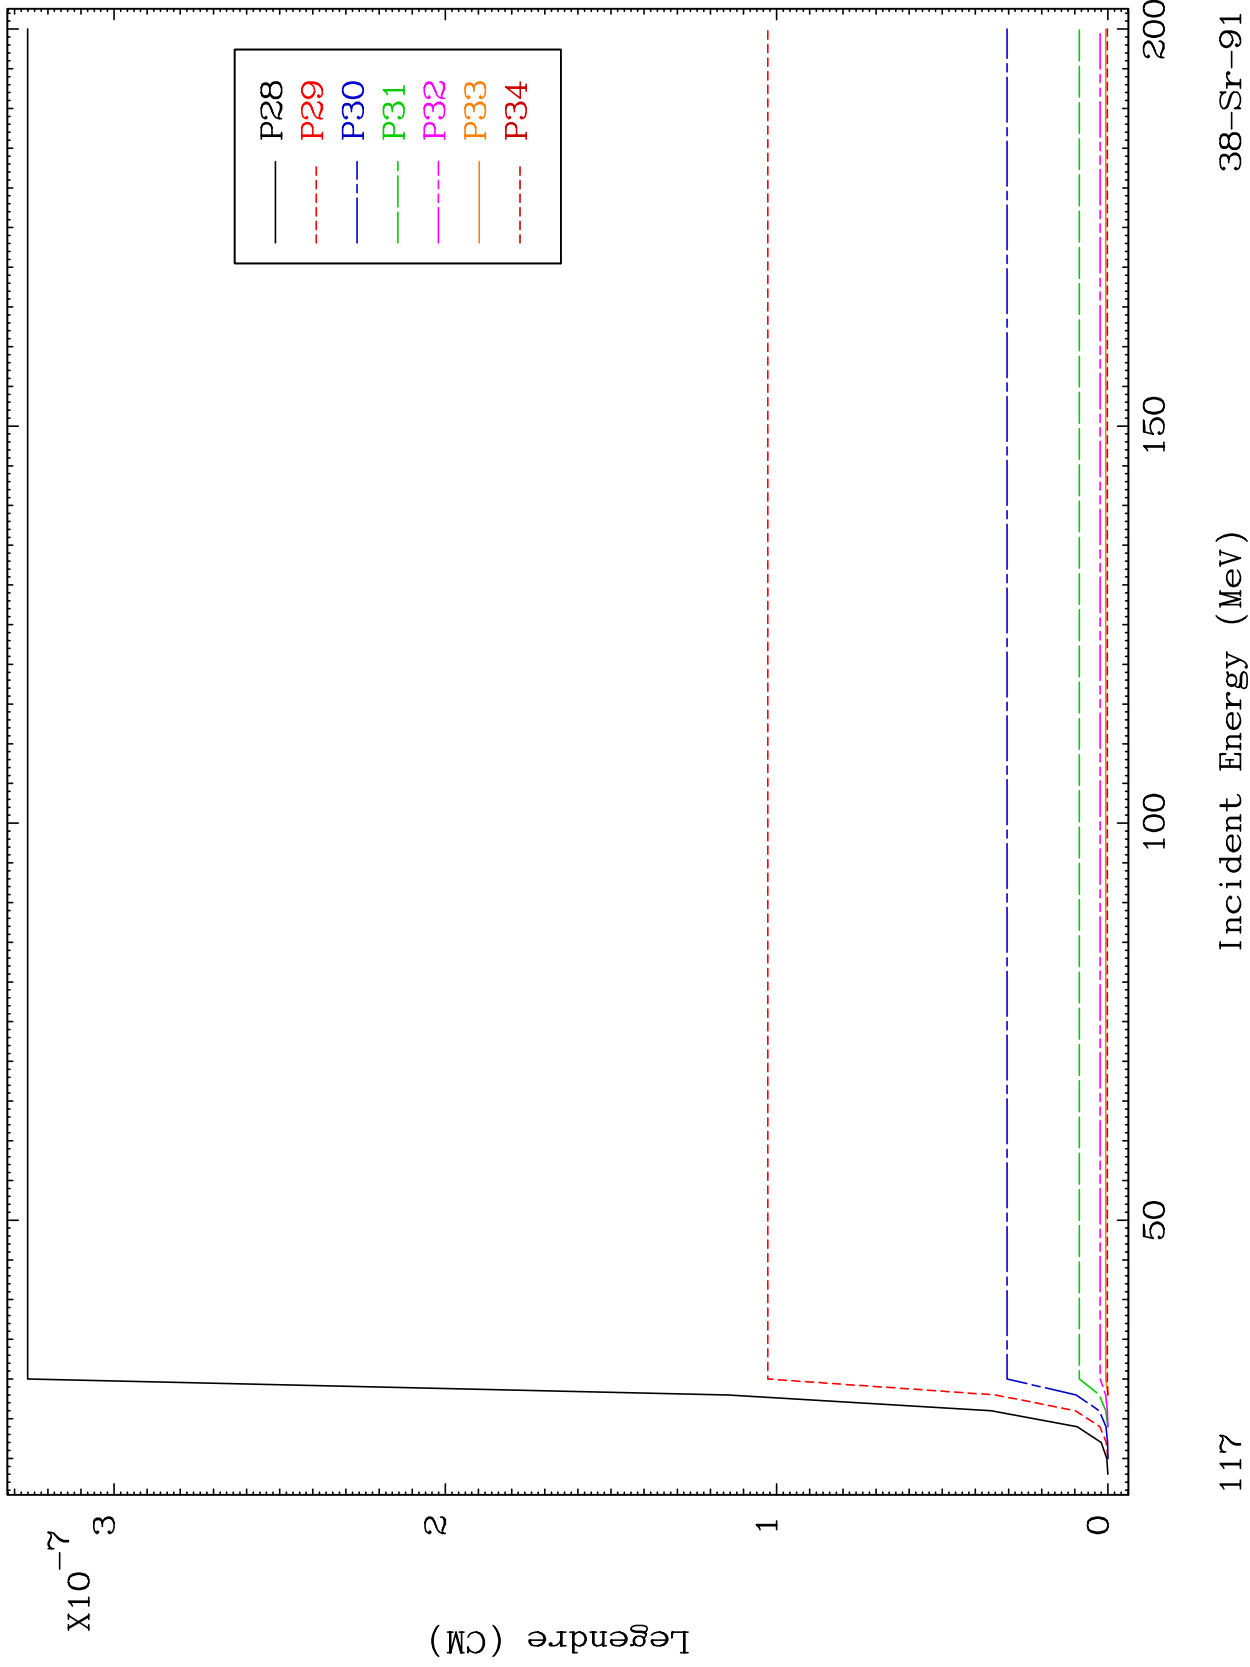 X10-7
3
2
1
0
Legendre (CM)
P28
P29
P30
P31
P32
P33
P34
50
100
150
200
117
Incident Energy (MeV)
38-Sr-91